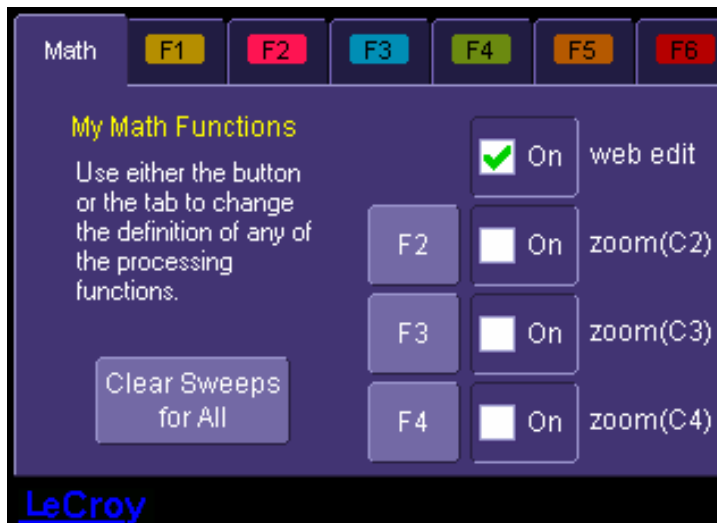 Math F1 F2 F3 F4 F5 F6
My Math Functions
Use either the button
or the tab to change
the definition of any of
the processing
functions.
Clear Sweeps
for All
On web edit
F2 On zoom(C2)
F3 On zoom(C3)
F4 On zoom(C4)
LeCroy